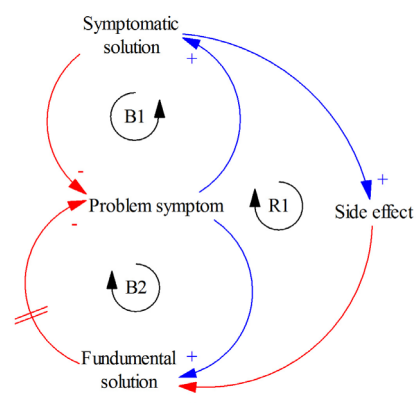 Symptomatic
solution
+
B1
+
-
Problem symptom
R1
Side effect
-
B2
+
Fundumental
solution